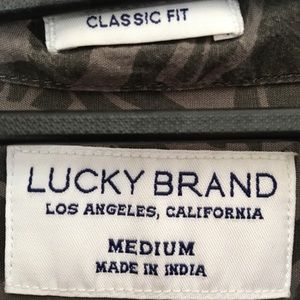 CLASSIC FIT
LUCKY BRAND
LOS ANGELES, CALIFORNIA
MEDIUM
MADE IN INDIA